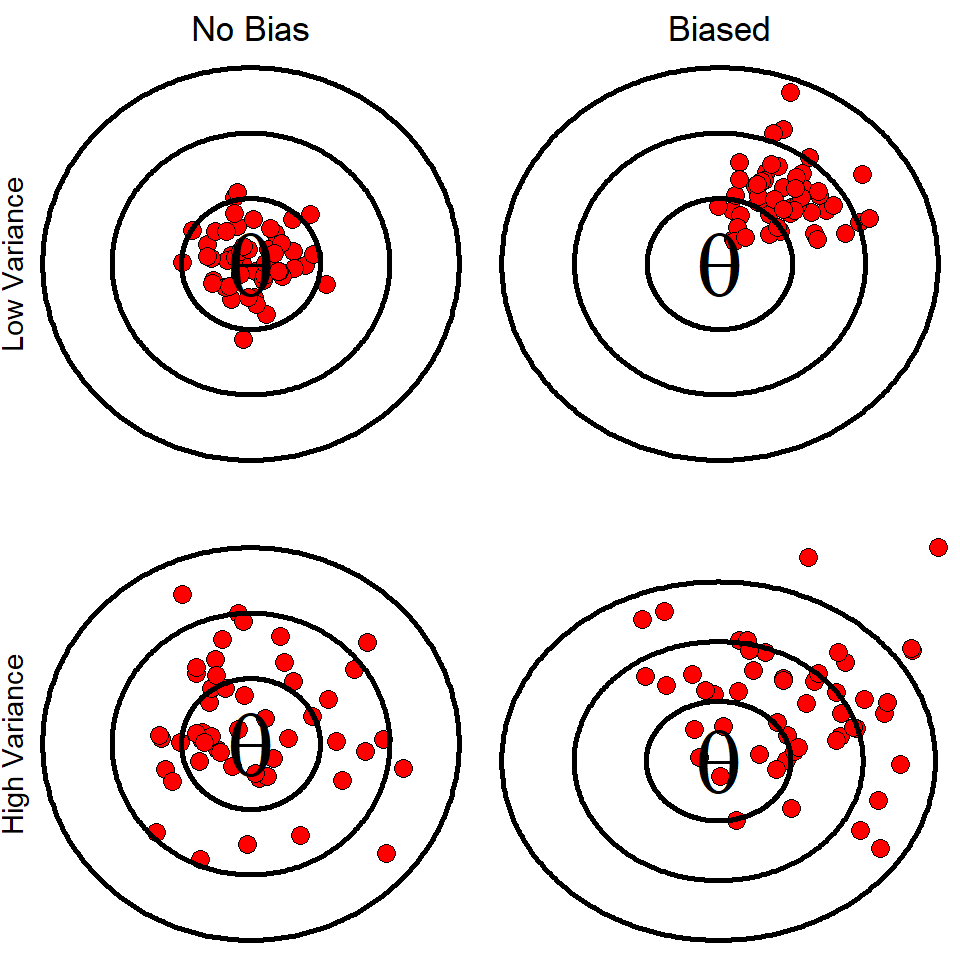 No Bias
Biased
Low Variance
θ
θ
High Variance
θ
θ